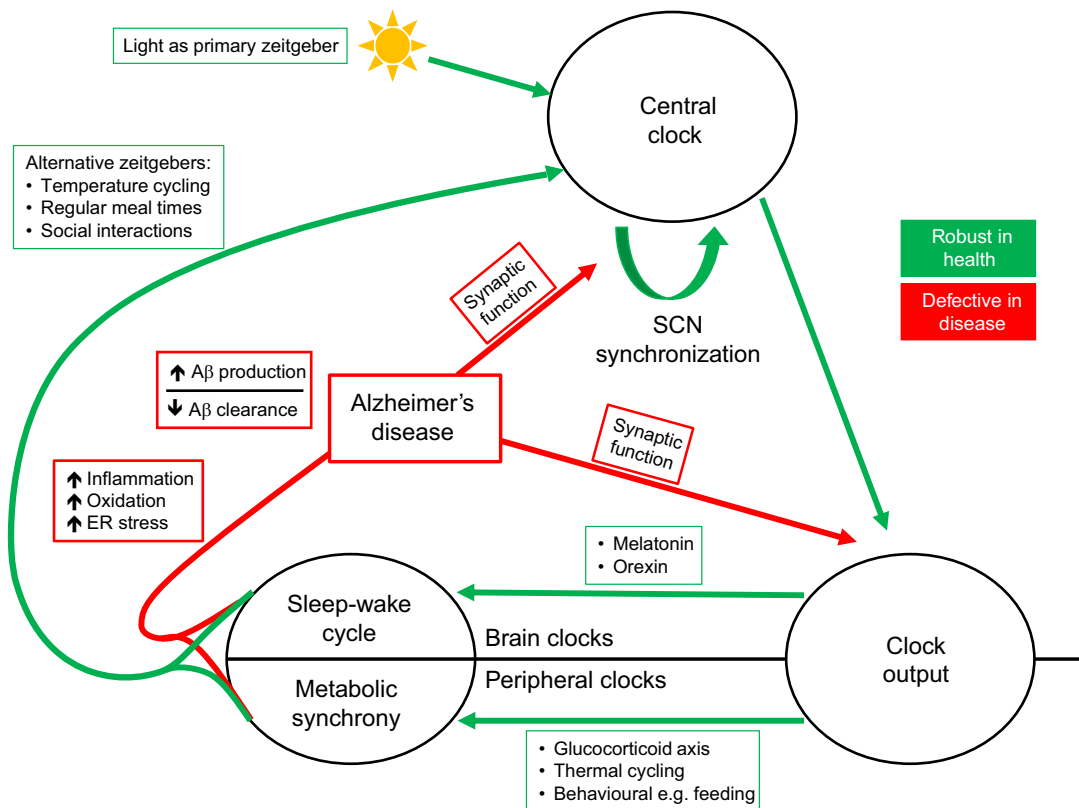 Light as primary zeitgeber
Central
clock
Alternative zeitgebers:
• Temperature cycling
• Regular meal times
• Social interactions
Robust in
health
Defective in
disease
Synaptic
function
SCN
synchronization
↑ Aβ production
↓ Aβ clearance
Alzheimer’s
disease
Synaptic
function
↑ Inflammation
↑ Oxidation
↑ ER stress
• Melatonin
• Orexin
Sleep-wake
cycle
Brain clocks
Clock
output
Peripheral clocks
Metabolic
synchrony
• Glucocorticoid axis
• Thermal cycling
• Behavioural e.g. feeding